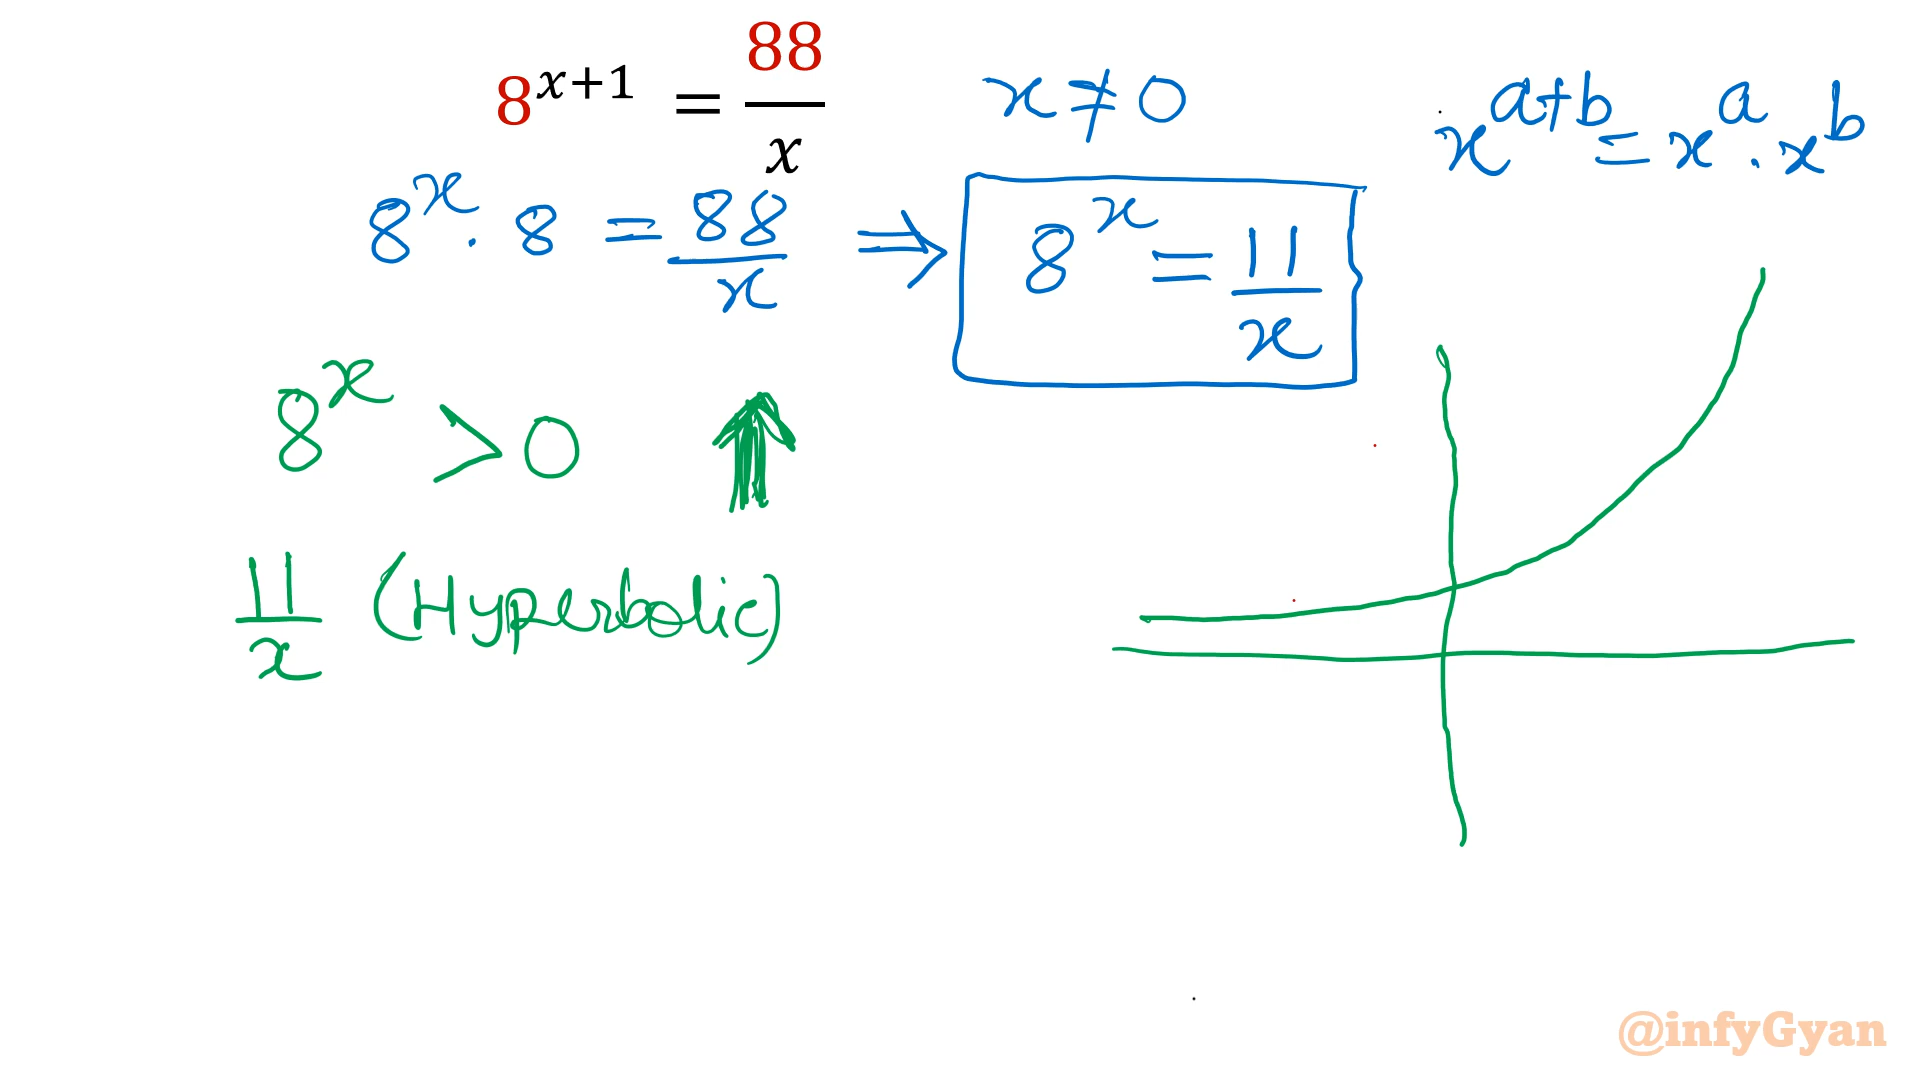 8^{x+1} = 88/x
x ≠ 0
x^{a+b} = x^a . x^b
8^x . 8 = 88/x ⇒ 8^x = 11/x
8^x > 0 ↑
11/x (Hyperbolic)
@infyGyan